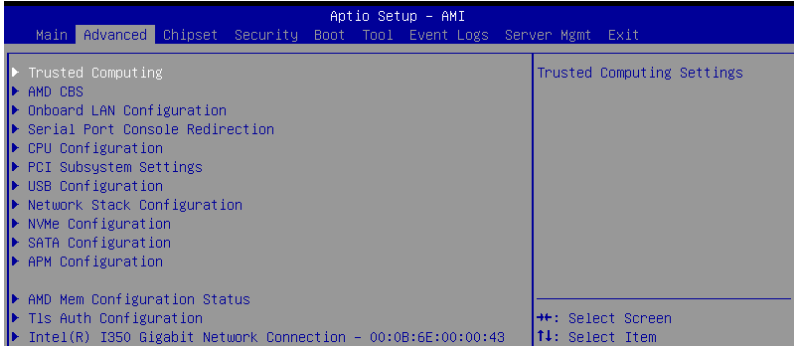 Aptio Setup – AMI
Main Advanced Chipset Security Boot Tool Event Logs Server Mgmt Exit
Trusted Computing
AMD CBS
Onboard LAN Configuration
Serial Port Console Redirection
CPU Configuration
PCI Subsystem Settings
USB Configuration
Network Stack Configuration
NVMe Configuration
SATA Configuration
APM Configuration
AMD Mem Configuration Status
Tls Auth Configuration
Intel(R) I350 Gigabit Network Connection – 00:0B:6E:00:00:43
Trusted Computing Settings
→←: Select Screen
↑↓: Select Item